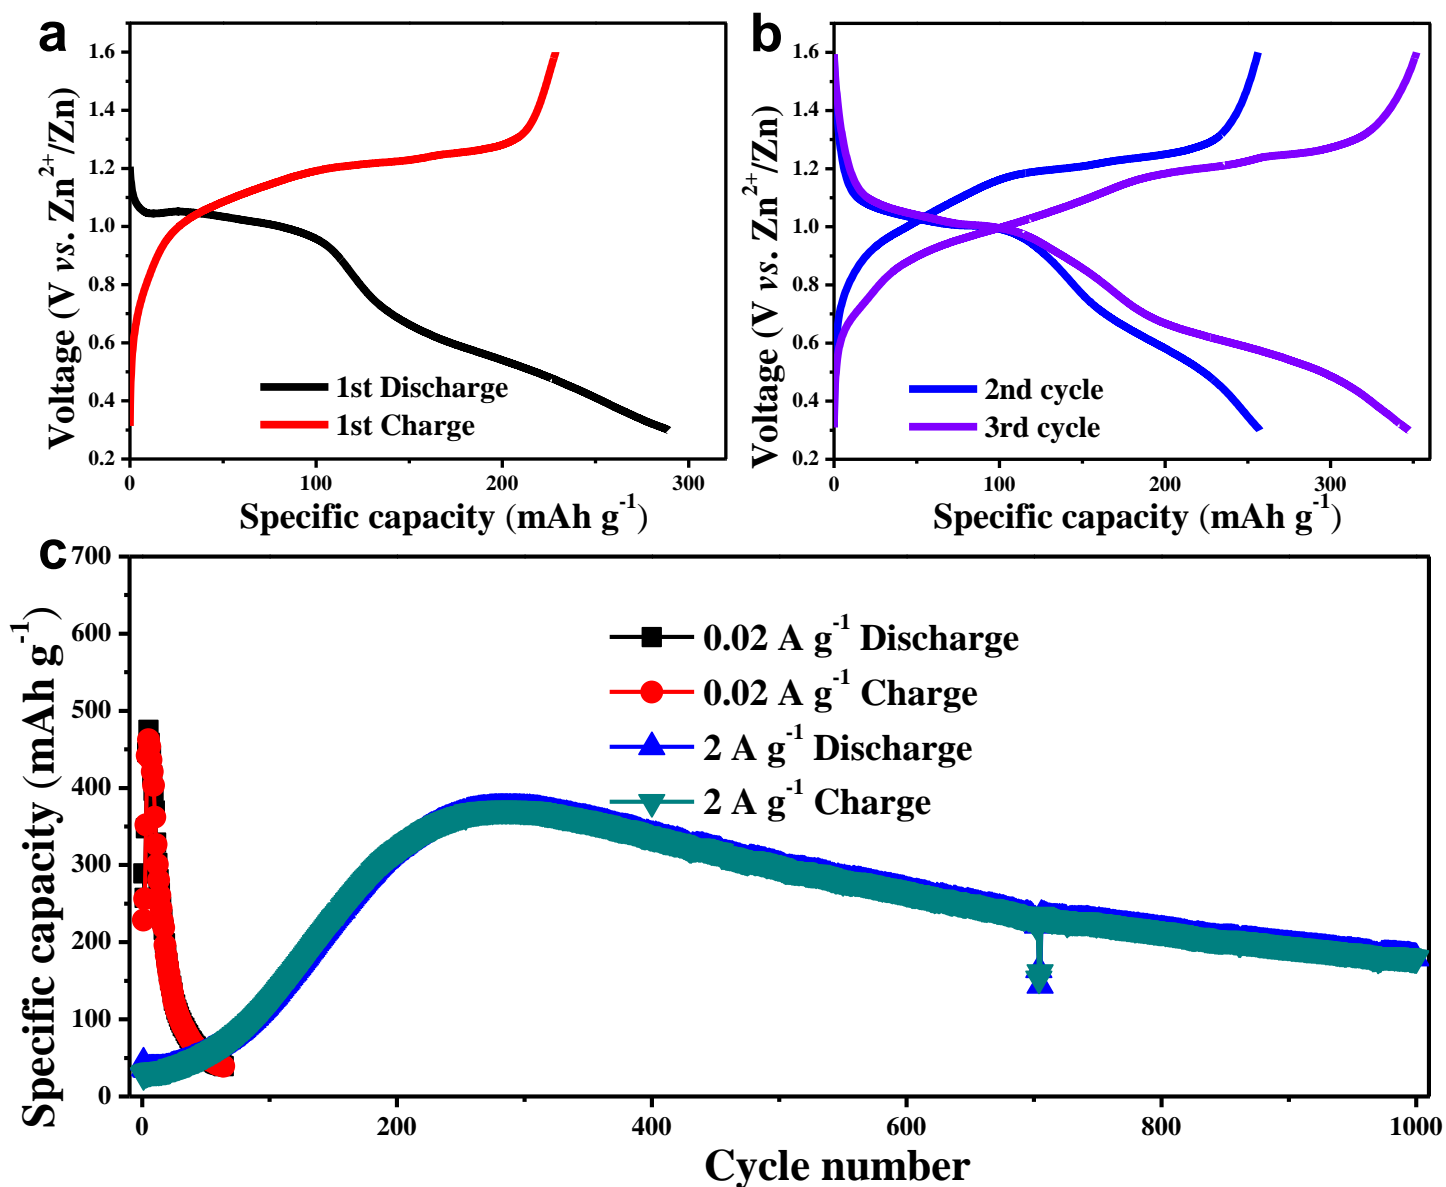 a
1.6
1.4
1.2
1.0
0.8
0.6
0.4
0.2
Voltage (V vs. Zn²⁺/Zn)
1st Discharge
1st Charge
0
100
200
300
Specific capacity (mAh g⁻¹)
b
1.6
1.4
1.2
1.0
0.8
0.6
0.4
0.2
Voltage (V vs. Zn²⁺/Zn)
2nd cycle
3rd cycle
0
100
200
300
Specific capacity (mAh g⁻¹)
c
700
600
500
400
300
200
100
0
Specific capacity (mAh g⁻¹)
0.02 A g⁻¹ Discharge
0.02 A g⁻¹ Charge
2 A g⁻¹ Discharge
2 A g⁻¹ Charge
0
200
400
600
800
1000
Cycle number